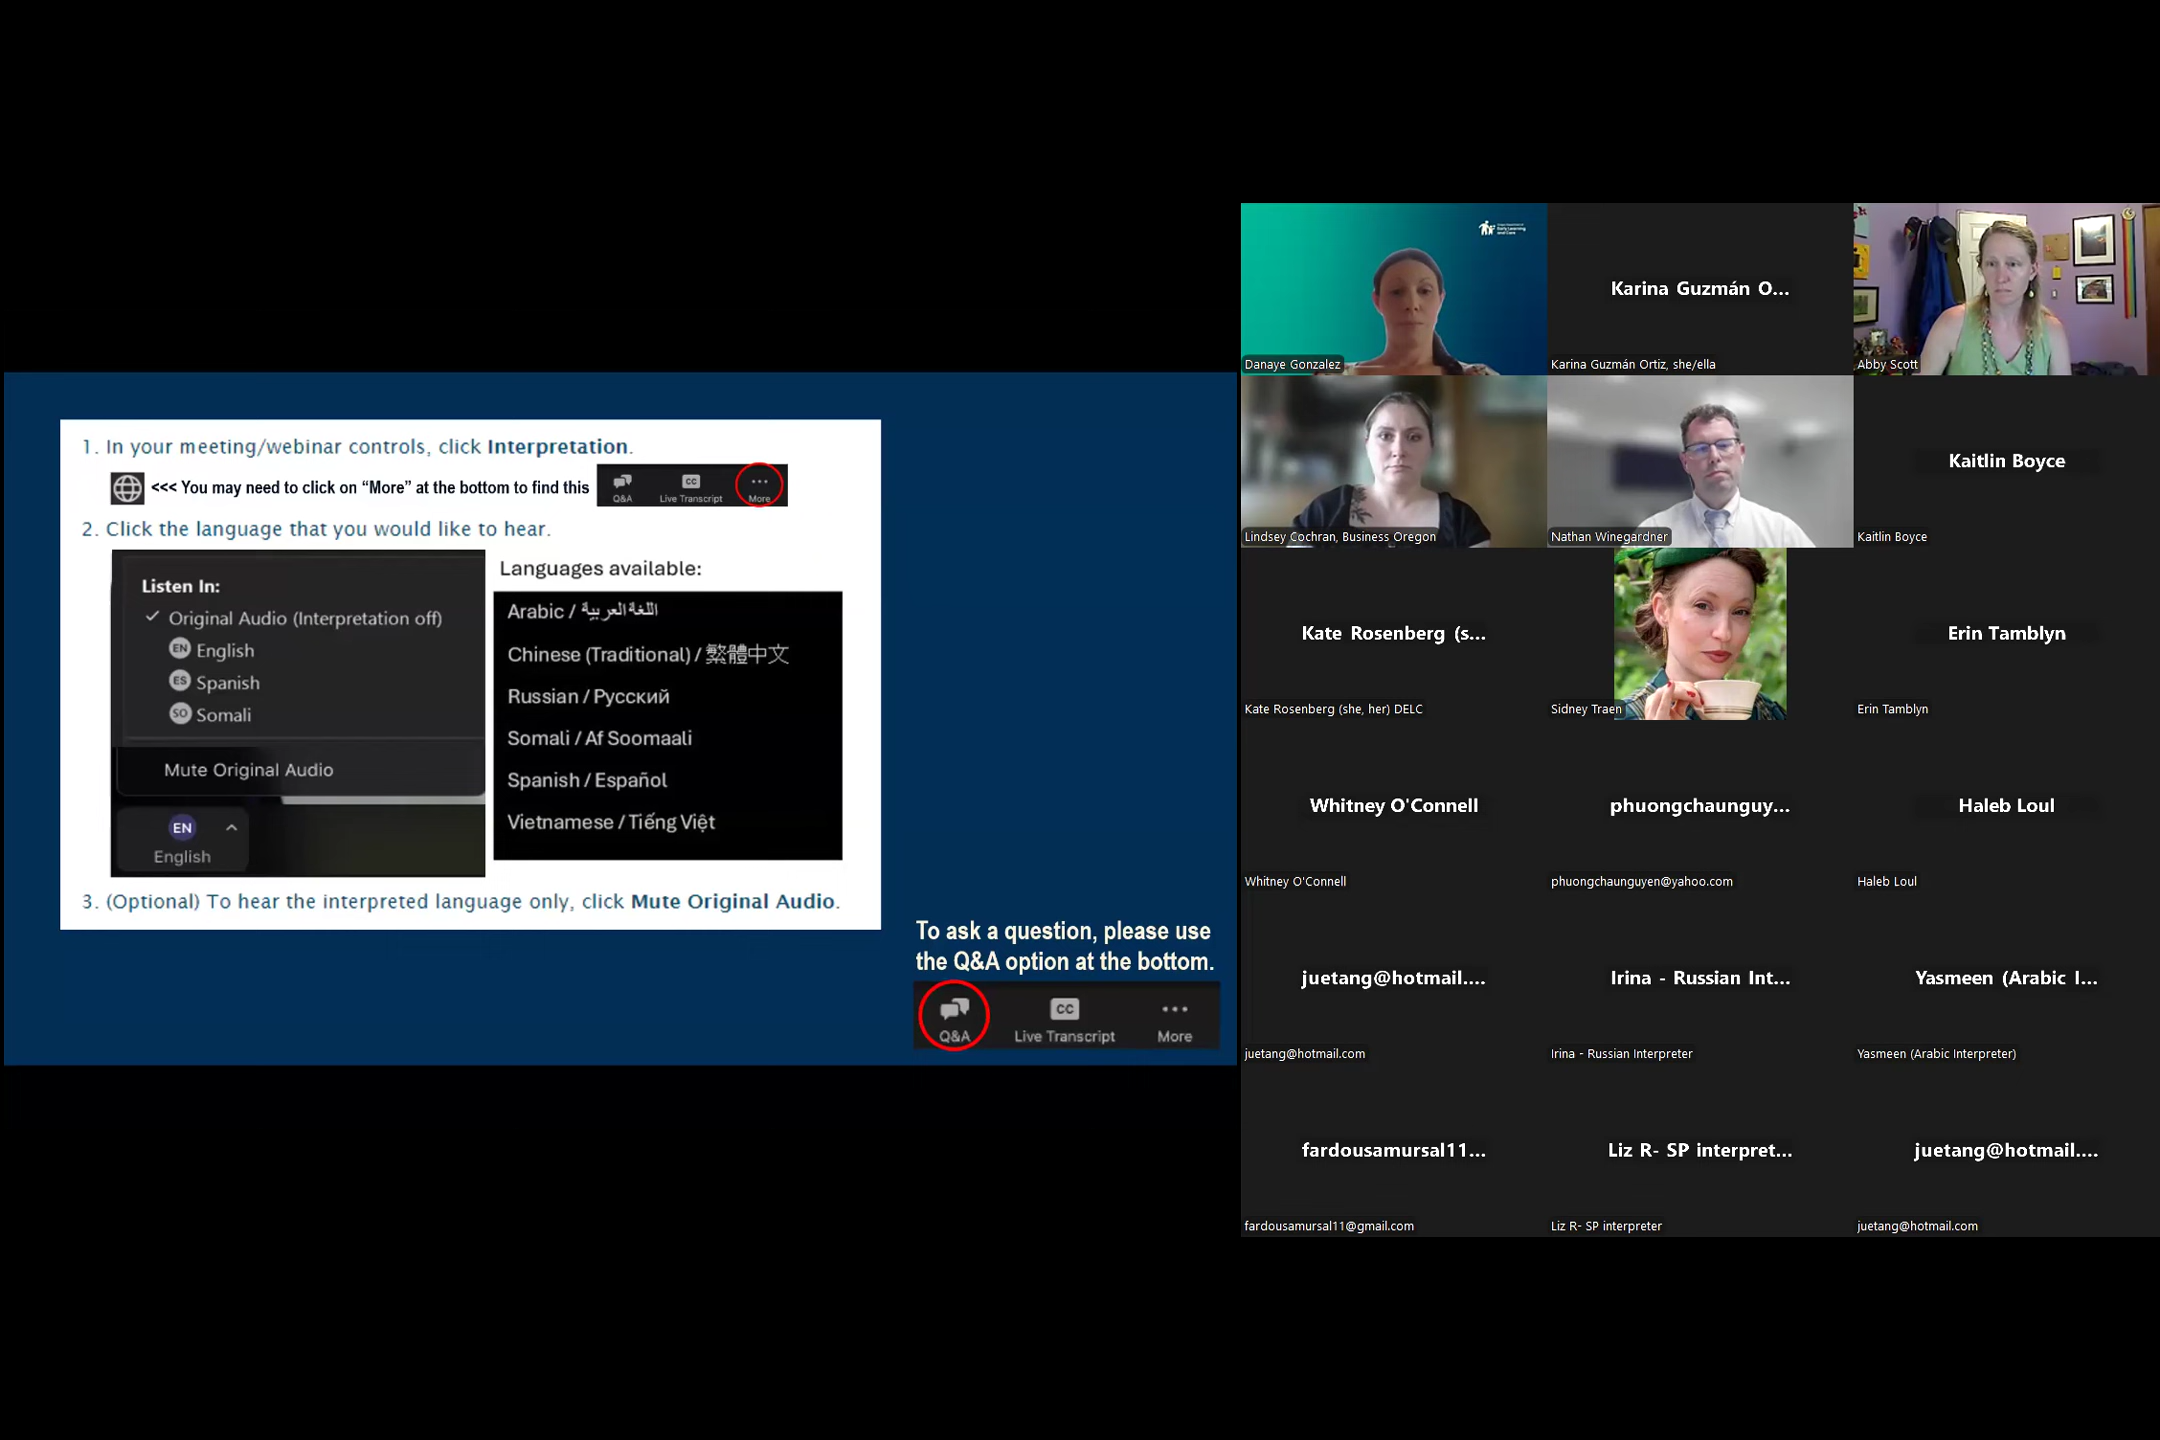 1. In your meeting/webinar controls, click Interpretation.
<<< You may need to click on “More” at the bottom to find this
Q&A
CC
Live Transcript
More
2. Click the language that you would like to hear.
Listen In:
Original Audio (Interpretation off)
EN English
ES Spanish
SO Somali
Mute Original Audio
EN
English
Languages available:
Arabic / اللغة العربية
Chinese (Traditional) / 繁體中文
Russian / Русский
Somali / Af Soomaali
Spanish / Español
Vietnamese / Tiếng Việt
3. (Optional) To hear the interpreted language only, click Mute Original Audio.
To ask a question, please use
the Q&A option at the bottom.
Q&A
CC
Live Transcript
More
Early Learning
and Care
Danaye Gonzalez
Karina Guzmán O...
Karina Guzmán Ortiz, she/ella
Abby Scott
Lindsey Cochran, Business Oregon
Nathan Winegardner
Kaitlin Boyce
Kaitlin Boyce
Kate Rosenberg (s...
Kate Rosenberg (she, her) DELC
Sidney Traen
Erin Tamblyn
Erin Tamblyn
Whitney O'Connell
Whitney O'Connell
phuongchaunguy...
phuongchaunguyen@yahoo.com
Haleb Loul
Haleb Loul
juetang@hotmail....
juetang@hotmail.com
Irina - Russian Int...
Irina - Russian Interpreter
Yasmeen (Arabic I...
Yasmeen (Arabic Interpreter)
fardousamursal11...
fardousamursal11@gmail.com
Liz R- SP interpret...
Liz R- SP interpreter
juetang@hotmail....
juetang@hotmail.com